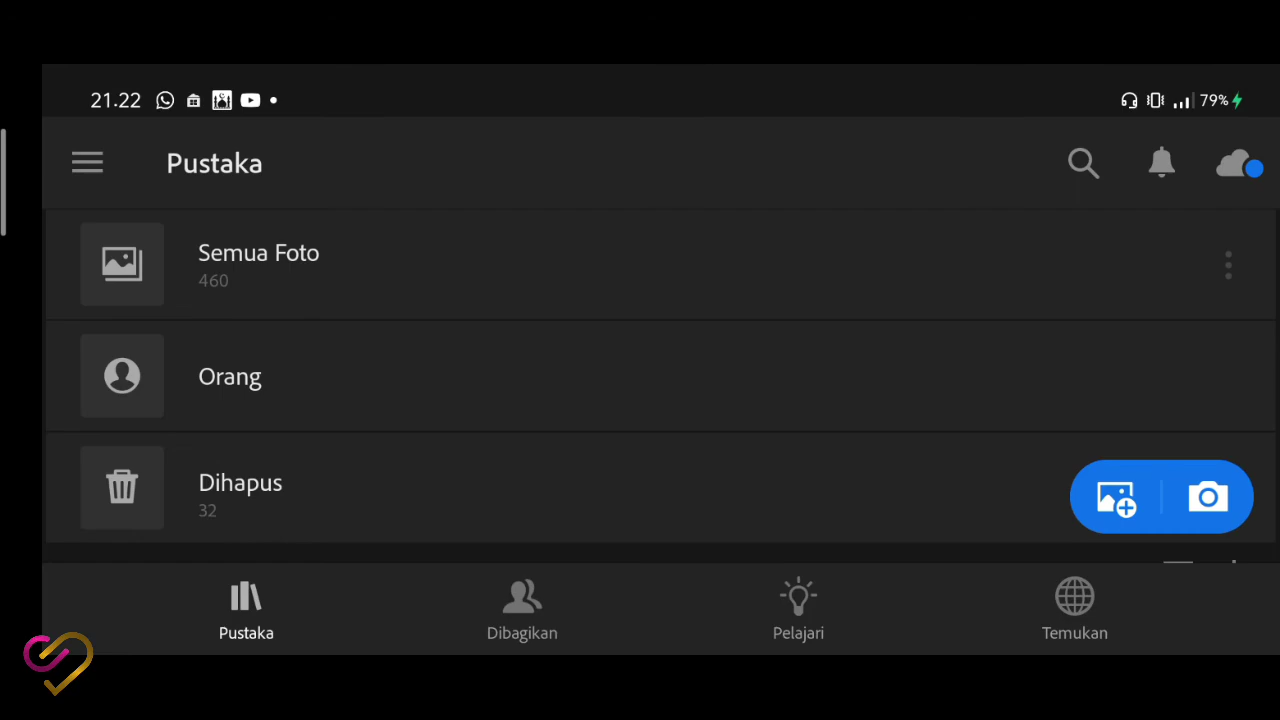 21.22
79%
Pustaka
Semua Foto
460
Orang
Dihapus
32
Pustaka
Dibagikan
Pelajari
Temukan